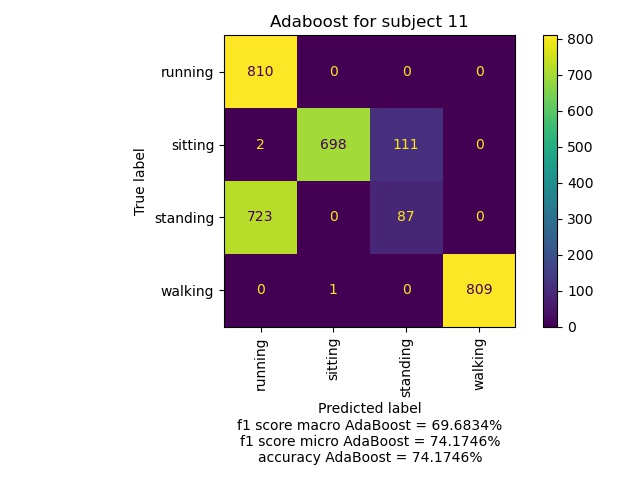 Adaboost for subject 11
running 810 0 0 0
sitting 2 698 111 0
standing 723 0 87 0
walking 0 1 0 809
True label
running sitting standing walking
Predicted label
f1 score macro AdaBoost = 69.6834%
f1 score micro AdaBoost = 74.1746%
accuracy AdaBoost = 74.1746%
800
700
600
500
400
300
200
100
0